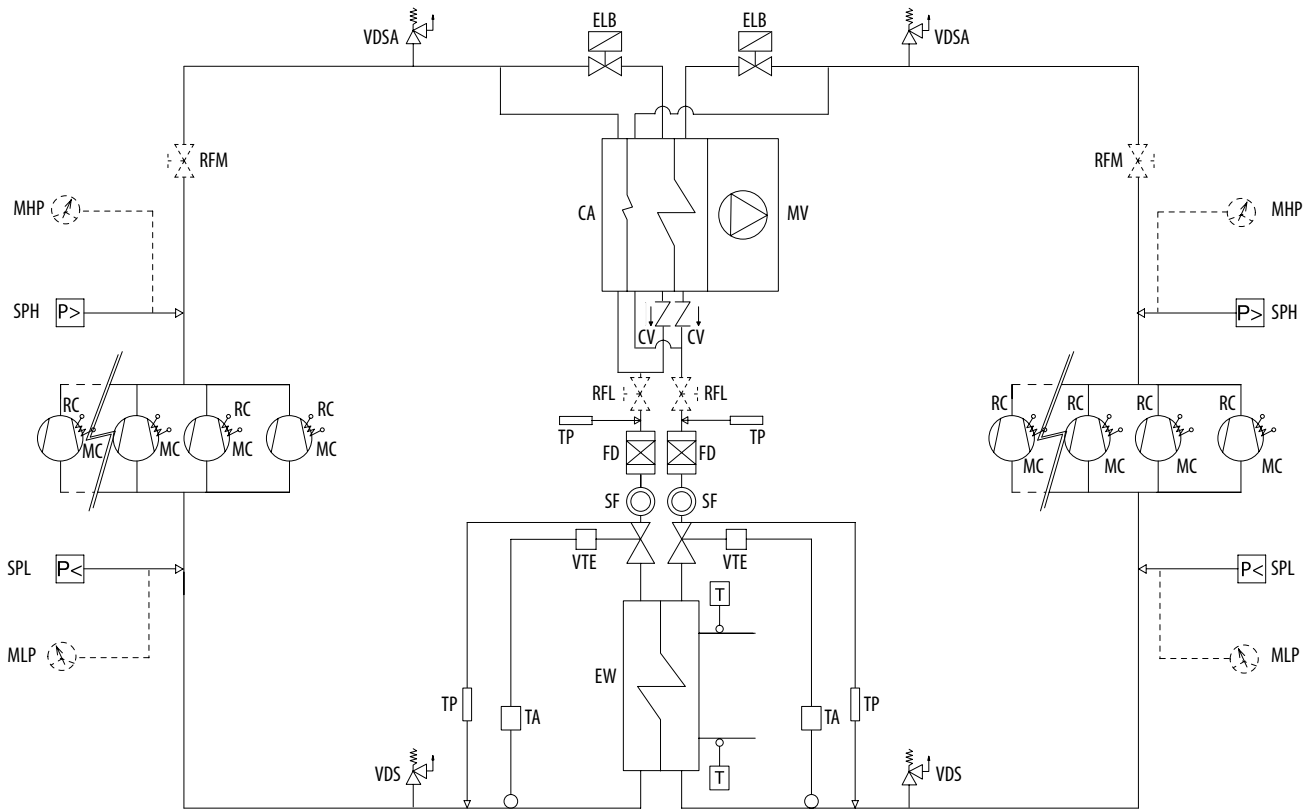 ELB ELB
VDSA VDSA
RFM RFM
MHP CA MV MHP
SPH P> P> SPH
CV CV
RFL RFL
RC RC RC RC RC RC RC
TP TP
MC MC MC MC MC MC MC MC
FD FD
SF SF
VTE VTE
SPL P< P< SPL
T
MLP MLP
EW
TP TA TA TP
VDS T VDS